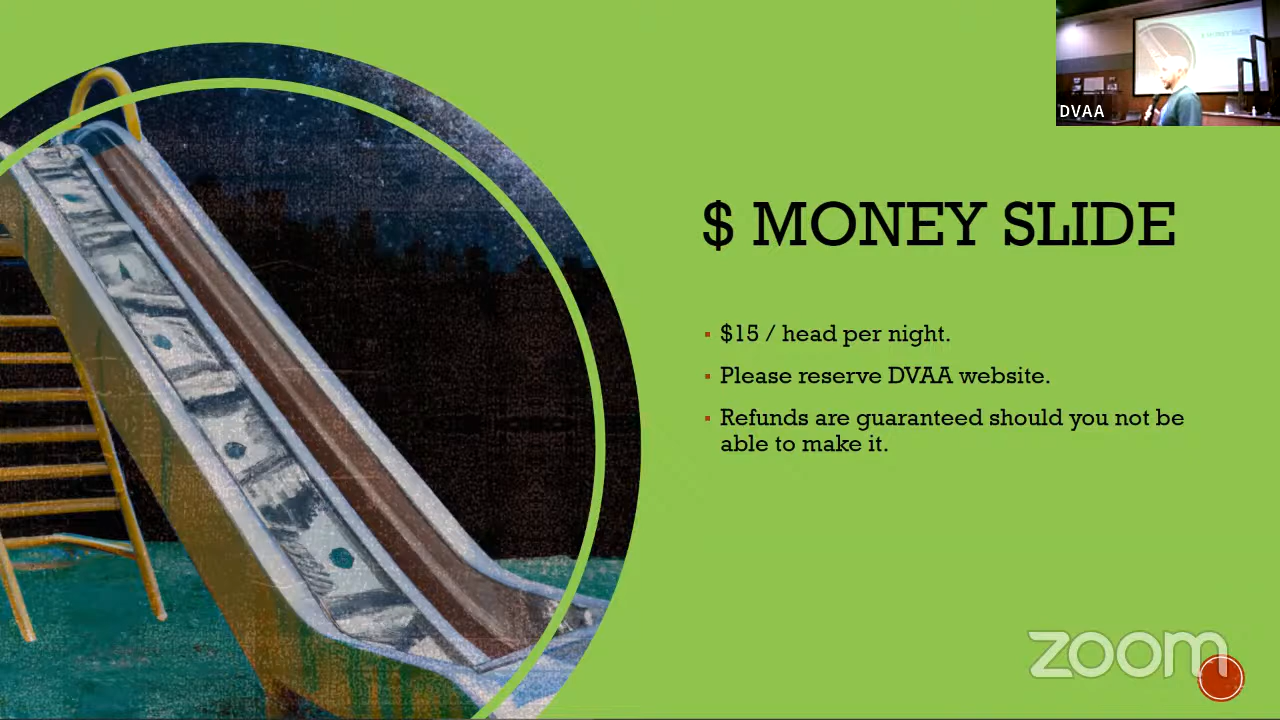 DVAA
$ MONEY SLIDE
▪ $15 / head per night.
▪ Please reserve DVAA website.
▪ Refunds are guaranteed should you not be
able to make it.
zoom